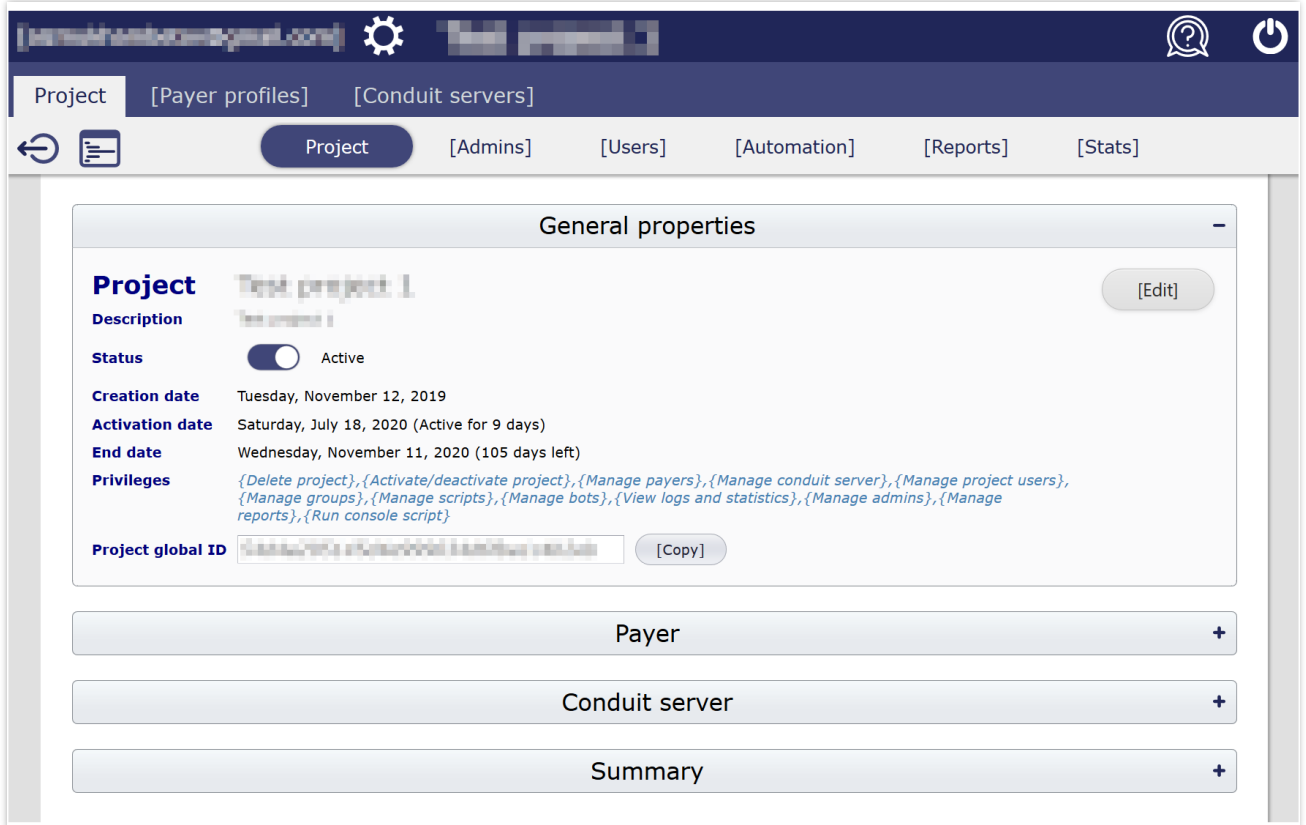 Project [Payer profiles] [Conduit servers]
Project [Admins] [Users] [Automation] [Reports] [Stats]
General properties
Project
[Edit]
Description
Status Active
Creation date Tuesday, November 12, 2019
Activation date Saturday, July 18, 2020 (Active for 9 days)
End date Wednesday, November 11, 2020 (105 days left)
Privileges {Delete project},{Activate/deactivate project},{Manage payers},{Manage conduit server},{Manage project users},
{Manage groups},{Manage scripts},{Manage bots},{View logs and statistics},{Manage admins},{Manage
reports},{Run console script}
Project global ID [Copy]
Payer
Conduit server
Summary